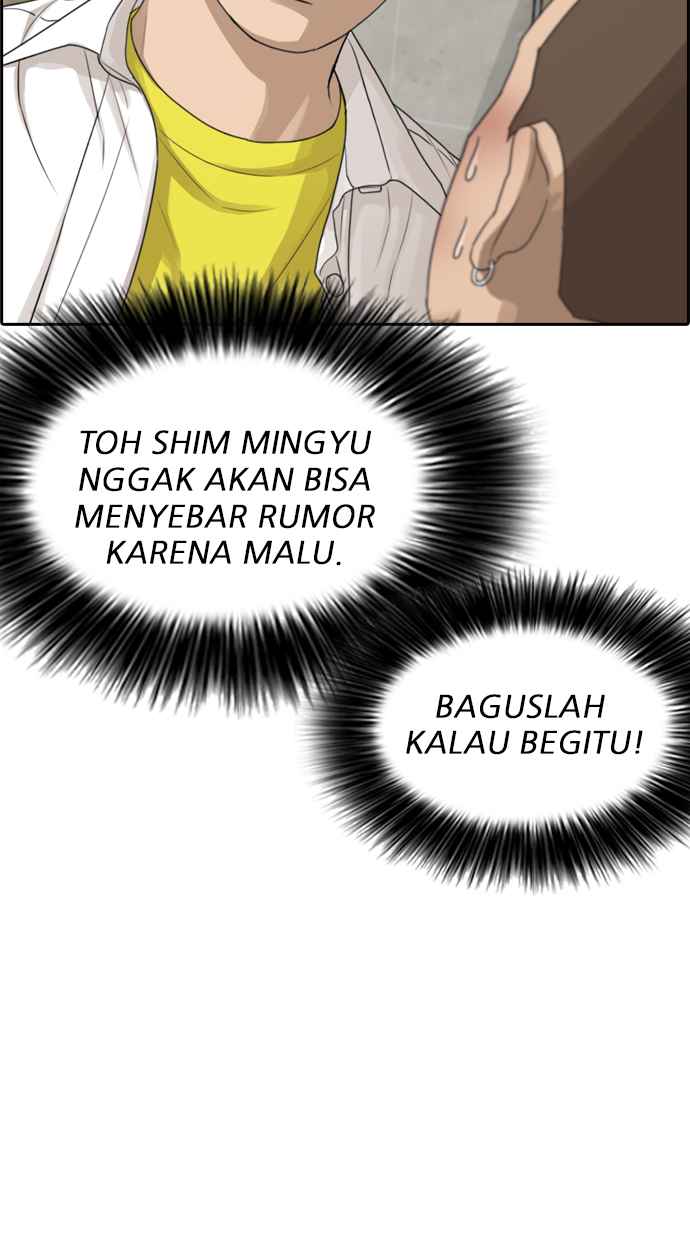 TOH SHIM MINGYU
NGGAK AKAN BISA
MENYEBAR RUMOR
KARENA MALU.
BAGUSLAH
KALAU BEGITU!